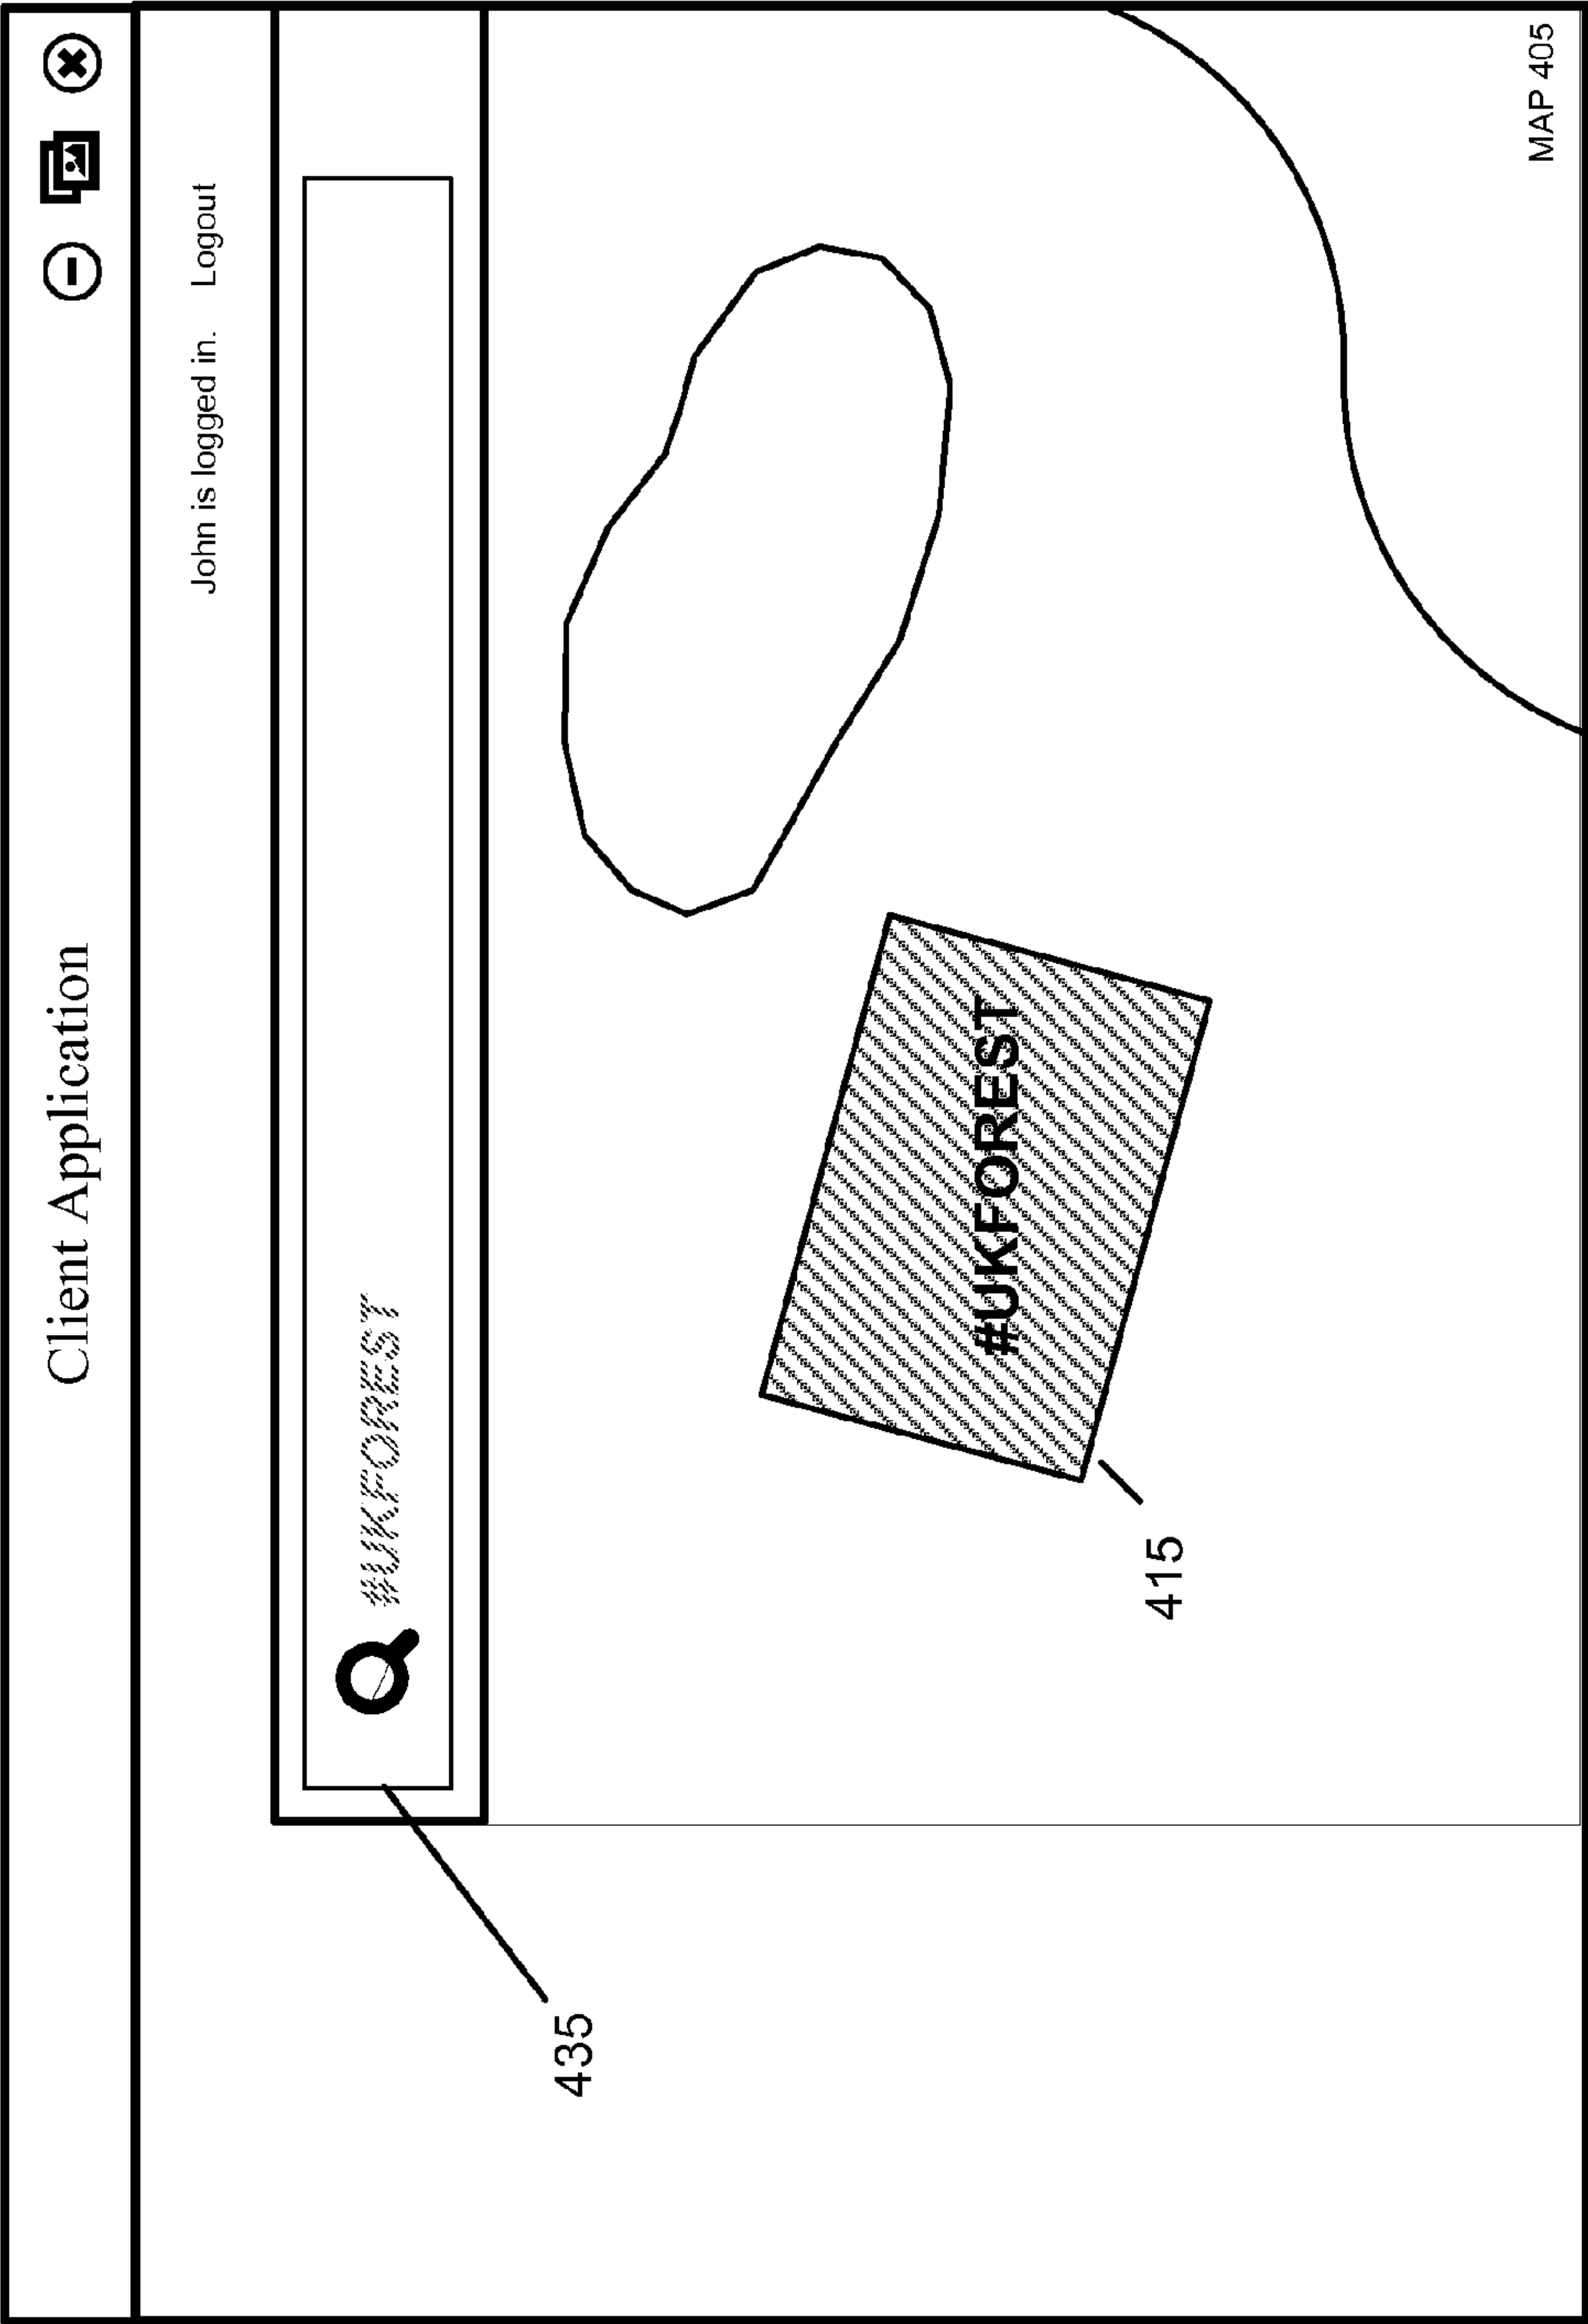 Client Application
John is logged in. Logout
#UKFOREST
435
#UKFOREST
415
MAP 405